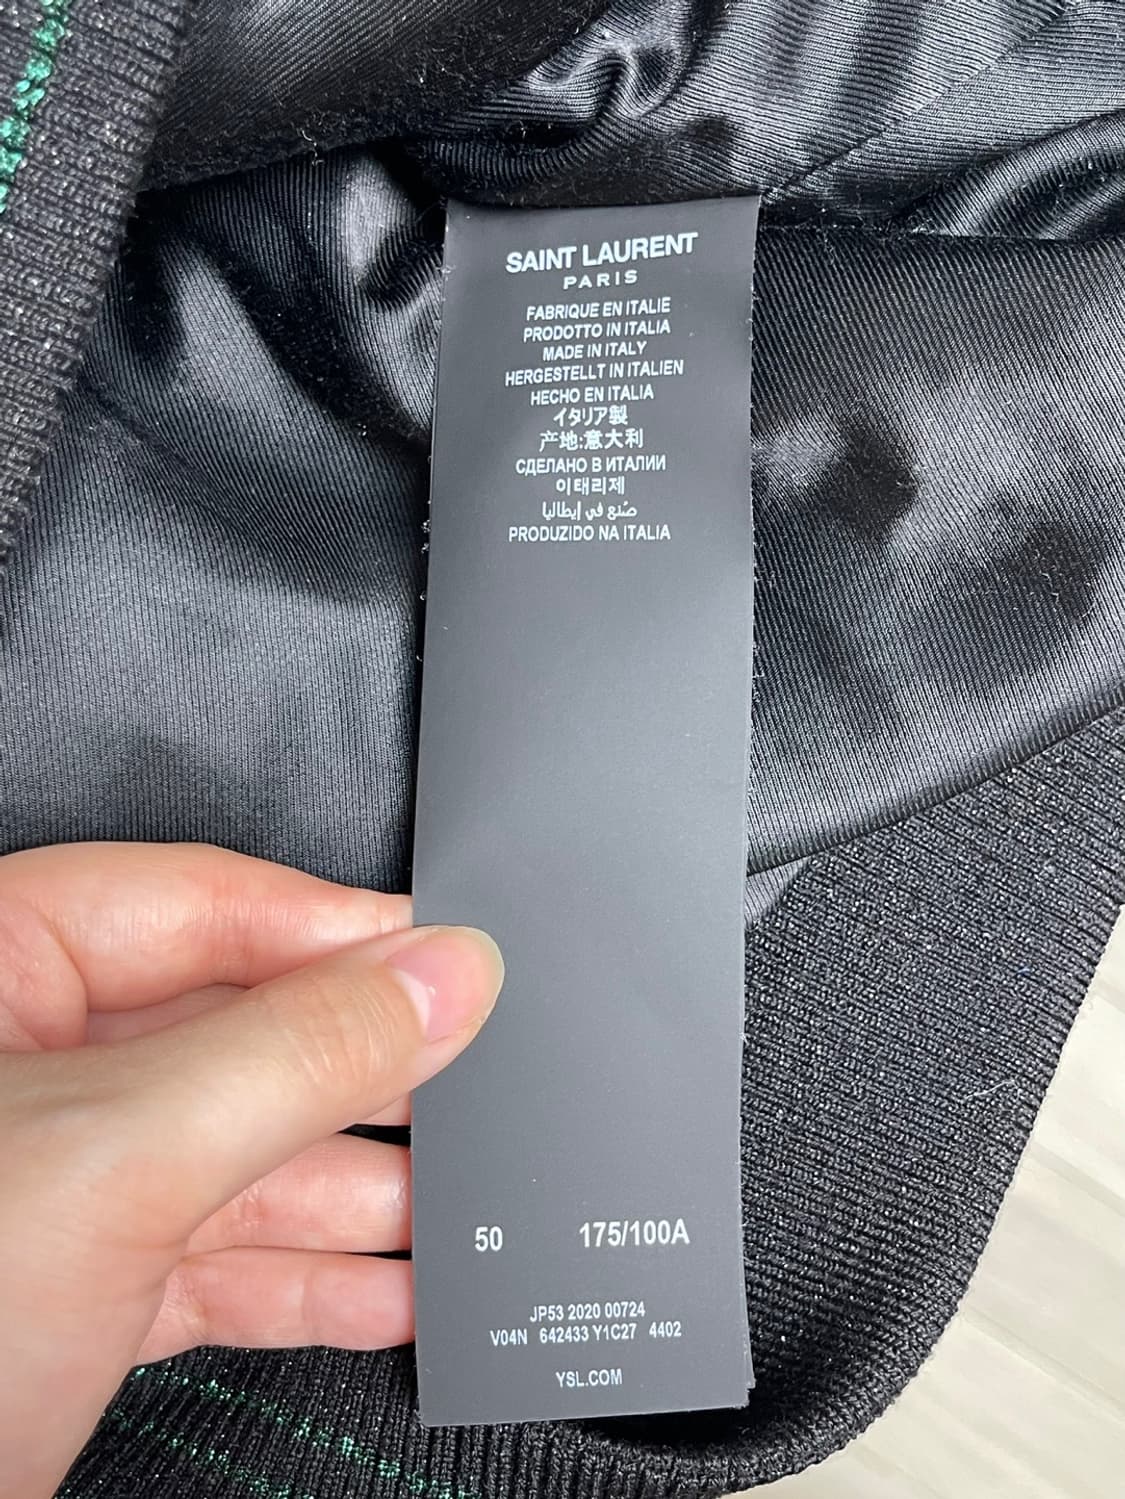 SAINT LAURENT
PARIS
FABRIQUE EN ITALIE
PRODOTTO IN ITALIA
MADE IN ITALY
HERGESTELLT IN ITALIEN
HECHO EN ITALIA
イタリア製
产地:意大利
СДЕЛАНО В ИТАЛИИ
이태리제
صُنع في إيطاليا
PRODUZIDO NA ITALIA
50 175/100A
JP53 2020 00724
V04N 642433 Y1C27 4402
YSL.COM